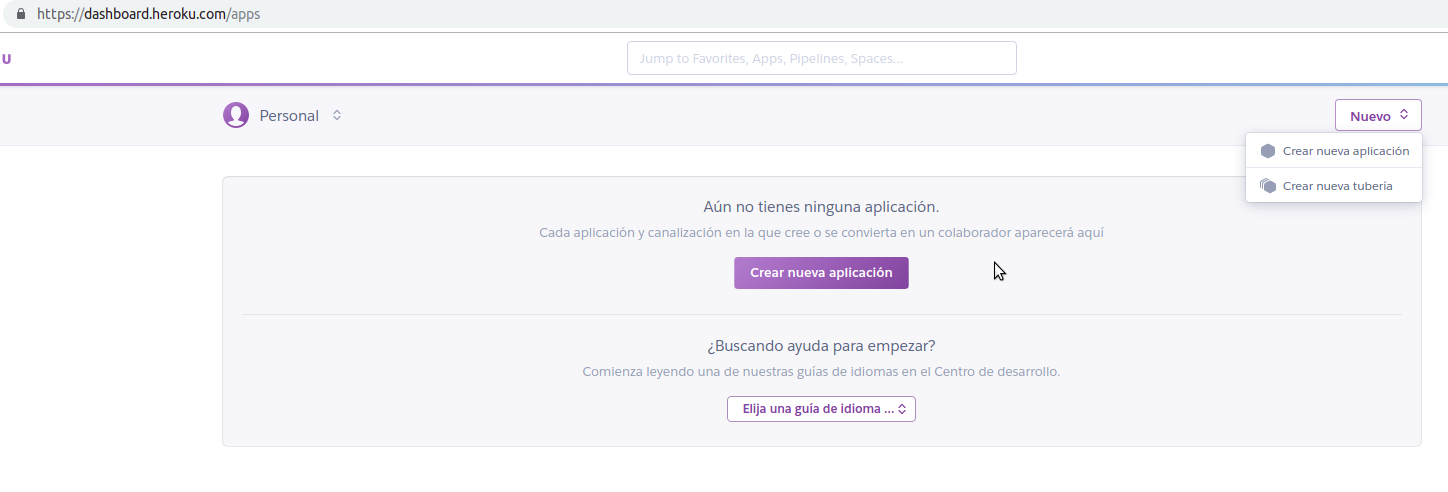 https://dashboard.heroku.com/apps
U
Jump to Favorites, Apps, Pipelines, Spaces...
Personal
Nuevo
Crear nueva aplicación
Crear nueva tubería
Aún no tienes ninguna aplicación.
Cada aplicación y canalización en la que cree o se convierta en un colaborador aparecerá aquí
Crear nueva aplicación
¿Buscando ayuda para empezar?
Comienza leyendo una de nuestras guías de idiomas en el Centro de desarrollo.
Elija una guía de idioma ...